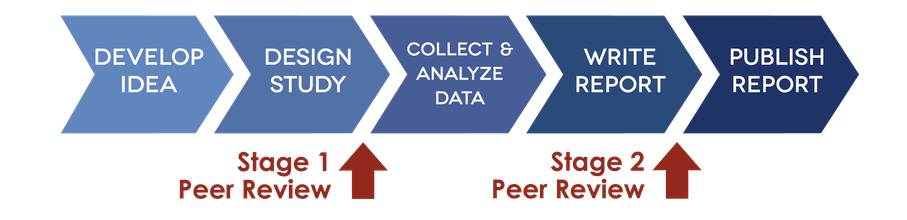 DEVELOP
IDEA
DESIGN
STUDY
COLLECT &
ANALYZE
DATA
WRITE
REPORT
PUBLISH
REPORT
Stage 1
Peer Review
Stage 2
Peer Review